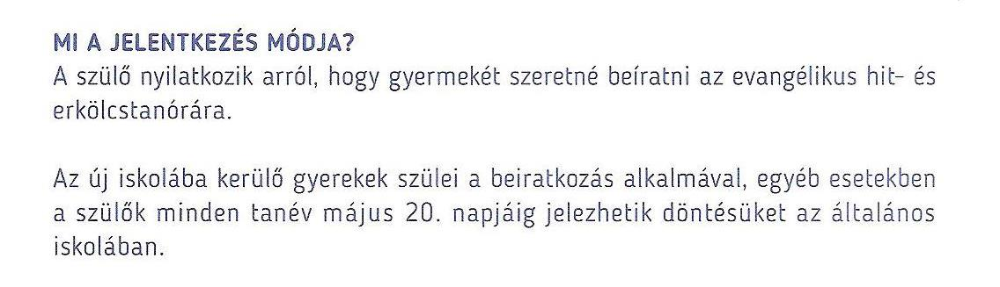 MI A JELENTKEZÉS MÓDJA?
A szülő nyilatkozik arról, hogy gyermekét szeretné beíratni az evangélikus hit- és
erkölcstanórára.
Az új iskolába kerülő gyerekek szülei a beiratkozás alkalmával, egyéb esetekben
a szülők minden tanév május 20. napjáig jelezhetik döntésüket az általános
iskolában.